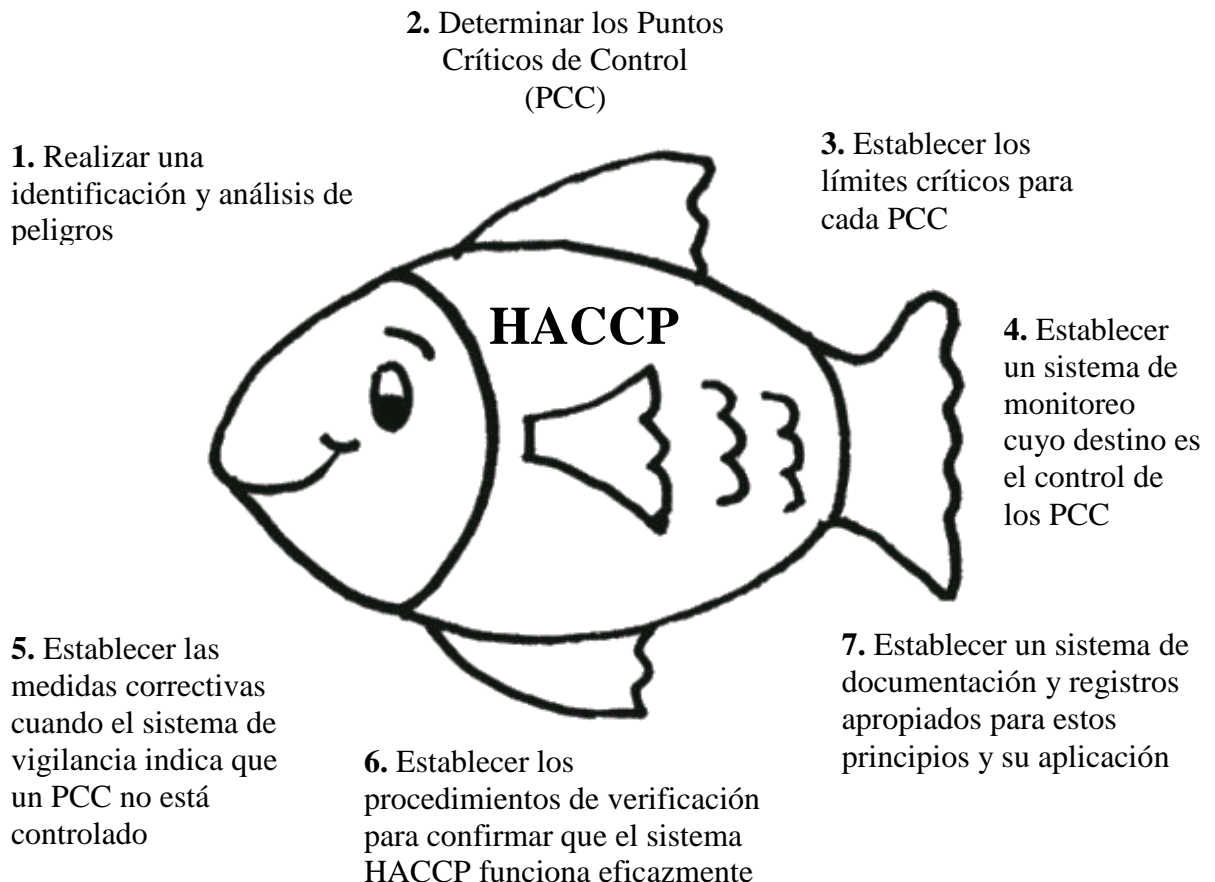 2. Determinar los Puntos
Críticos de Control
(PCC)
1. Realizar una
identificación y análisis de
peligros
3. Establecer los
límites críticos para
cada PCC
HACCP
4. Establecer
un sistema de
monitoreo
cuyo destino es
el control de
los PCC
5. Establecer las
medidas correctivas
cuando el sistema de
vigilancia indica que
un PCC no está
controlado
6. Establecer los
procedimientos de verificación
para confirmar que el sistema
HACCP funciona eficazmente
7. Establecer un sistema de
documentación y registros
apropiados para estos
principios y su aplicación